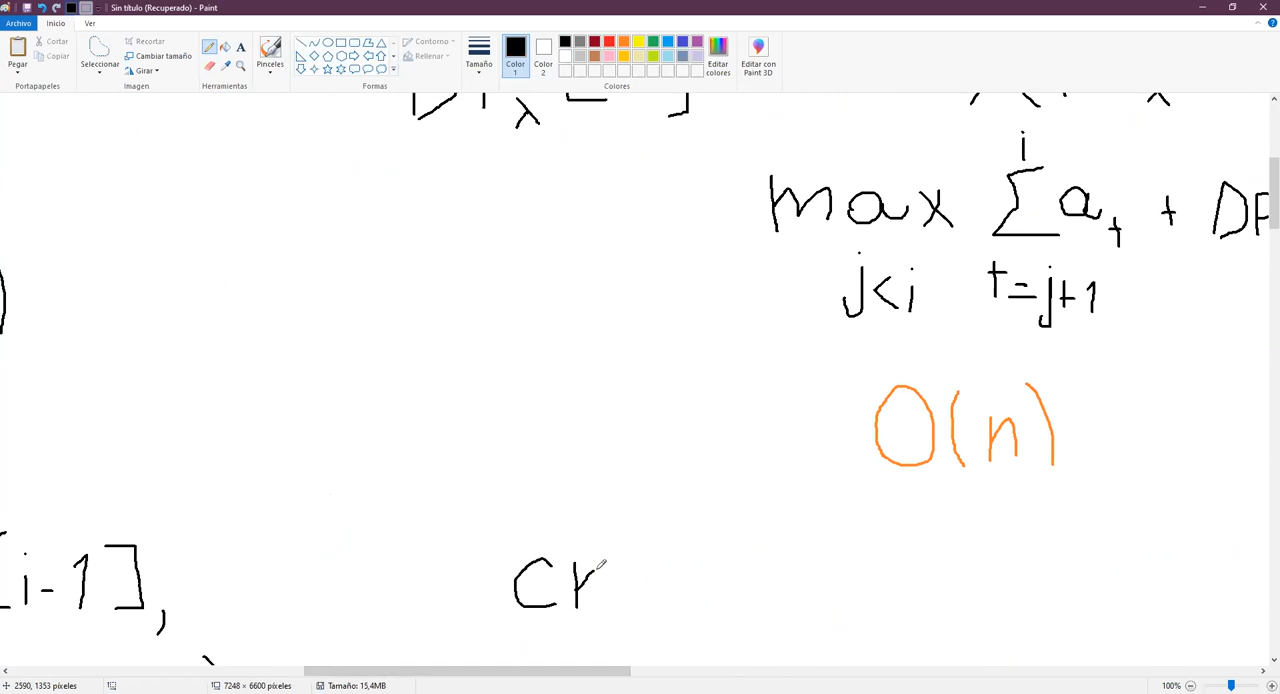 Sin título (Recuperado) - Paint
Archivo Inicio Ver
Pegar
Cortar
Copiar
Portapapeles
Seleccionar
Recortar
Cambiar tamaño
Girar
Imagen
A
Herramientas
Pinceles
Contorno
Rellenar
Formas
Tamaño
Color 1
Color 2
Editar colores
Editar con Paint 3D
Colores
λ
i
max Σ a_t + DP
j<i t=j+1
O(n)
[i-1],
Cr
2590, 1353 píxeles
7248 × 6600 píxeles
Tamaño: 15,4MB
100%